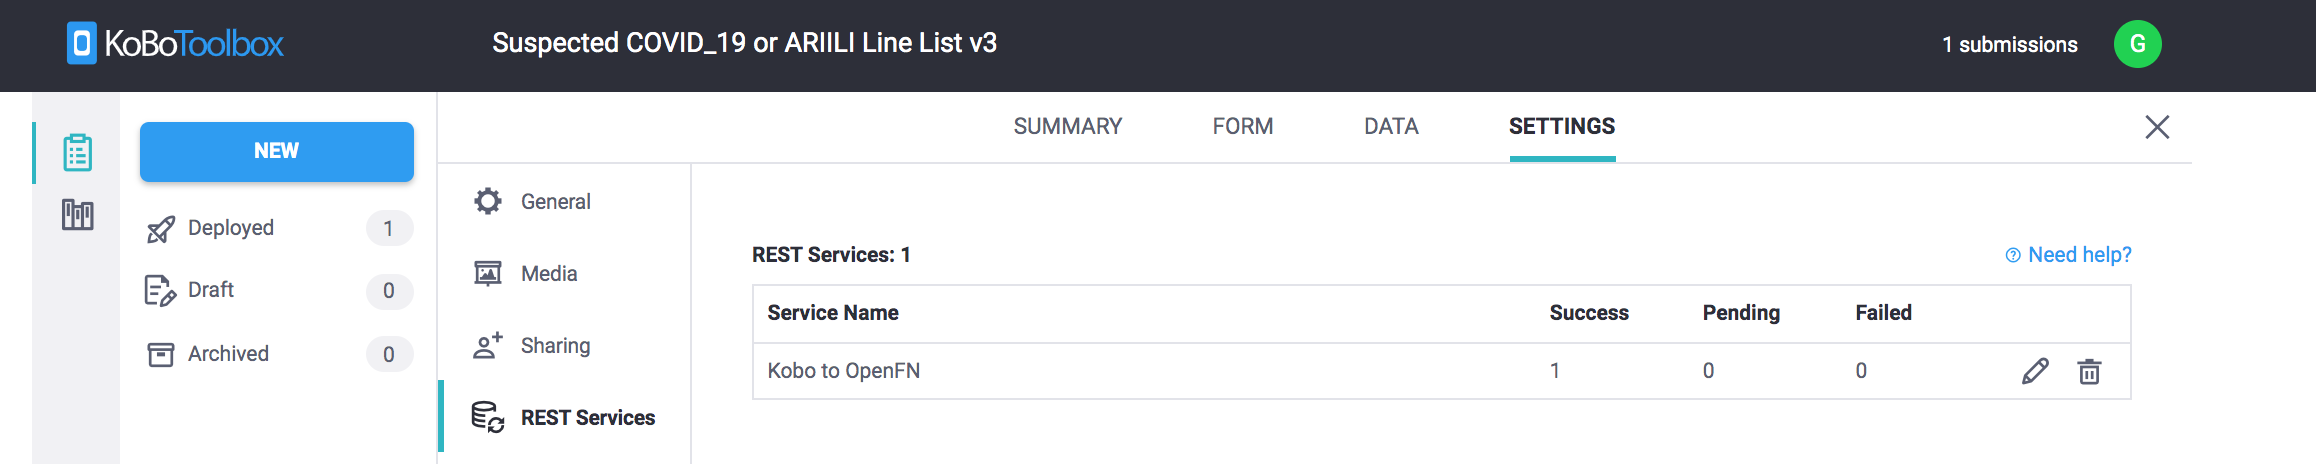 KoBoToolbox
Suspected COVID_19 or ARIILI Line List v3
1 submissions
G
SUMMARY FORM DATA SETTINGS
NEW
Deployed 1
Draft 0
Archived 0
General
Media
Sharing
REST Services
REST Services: 1
Need help?
Service Name Success Pending Failed
Kobo to OpenFN 1 0 0